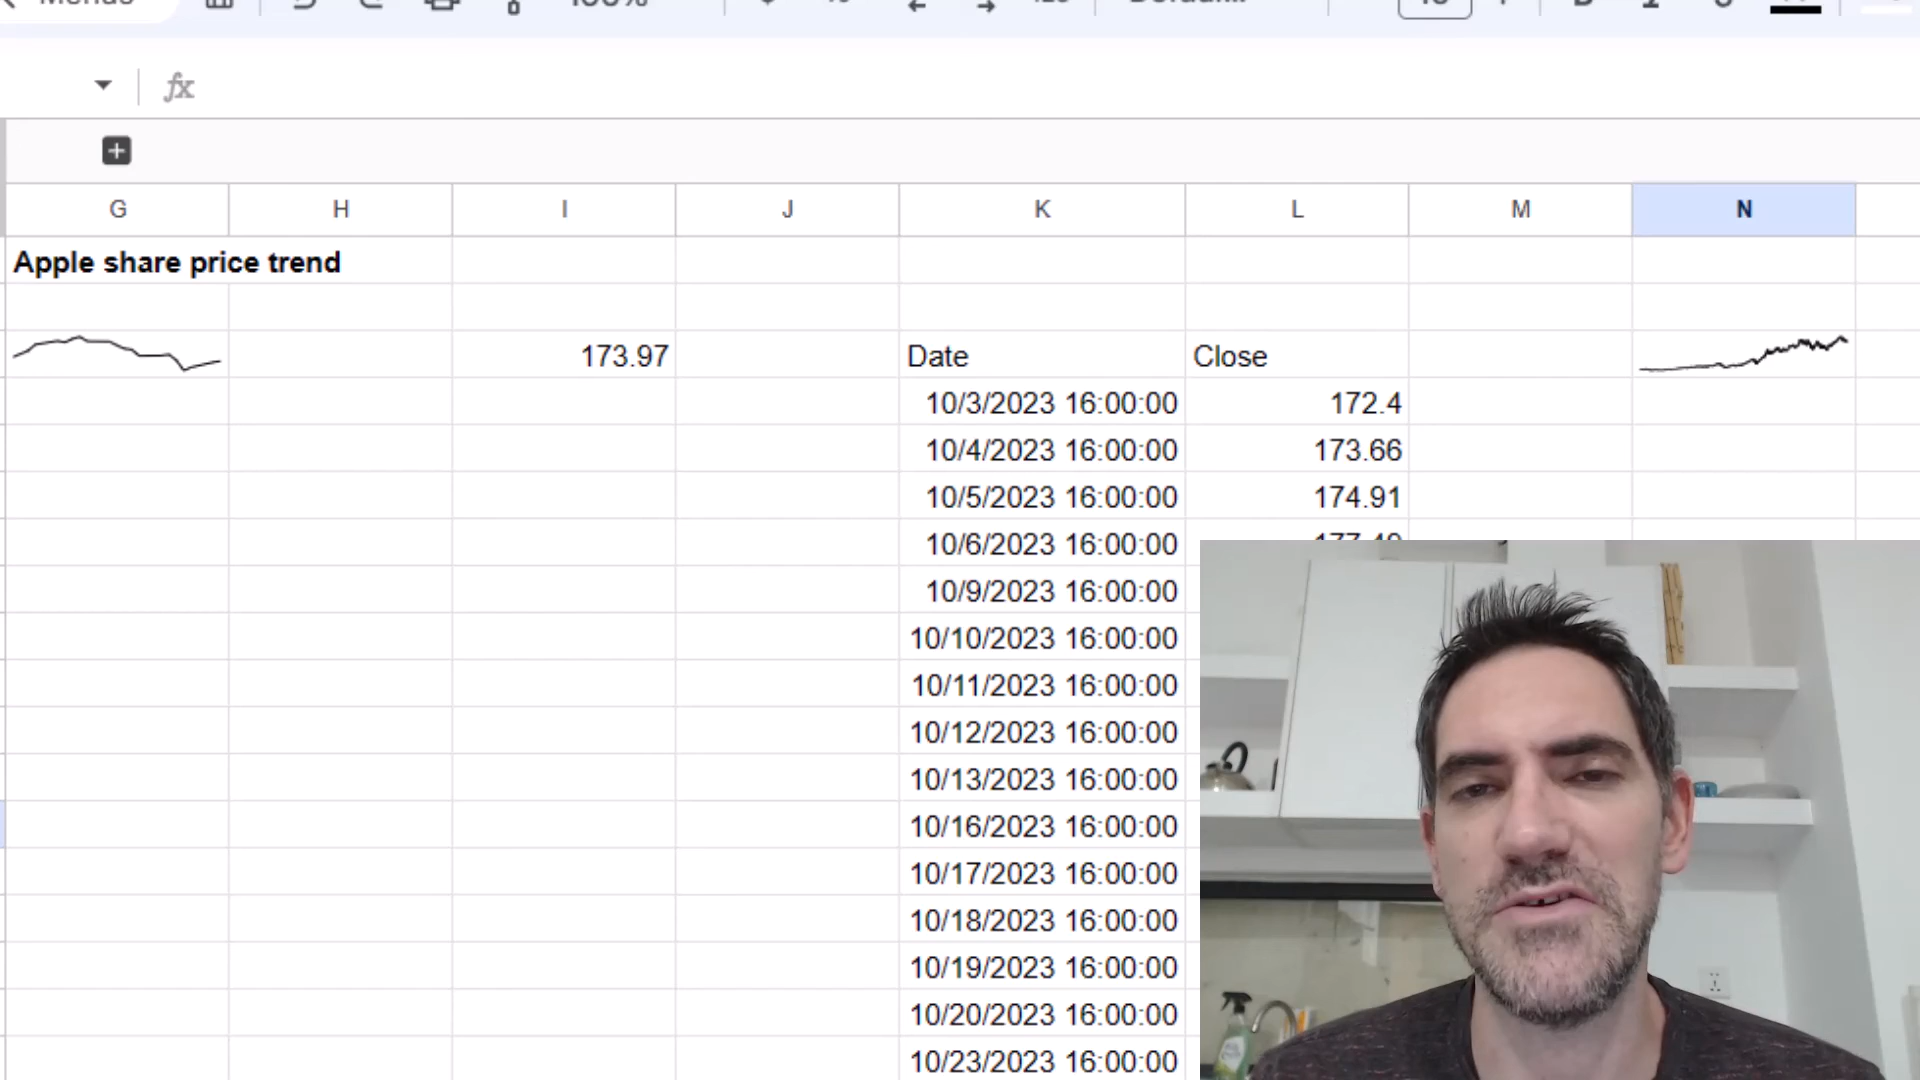 fx
G H I J K L M N
Apple share price trend
173.97 Date Close
10/3/2023 16:00:00 172.4
10/4/2023 16:00:00 173.66
10/5/2023 16:00:00 174.91
10/6/2023 16:00:00
10/9/2023 16:00:00
10/10/2023 16:00:00
10/11/2023 16:00:00
10/12/2023 16:00:00
10/13/2023 16:00:00
10/16/2023 16:00:00
10/17/2023 16:00:00
10/18/2023 16:00:00
10/19/2023 16:00:00
10/20/2023 16:00:00
10/23/2023 16:00:00